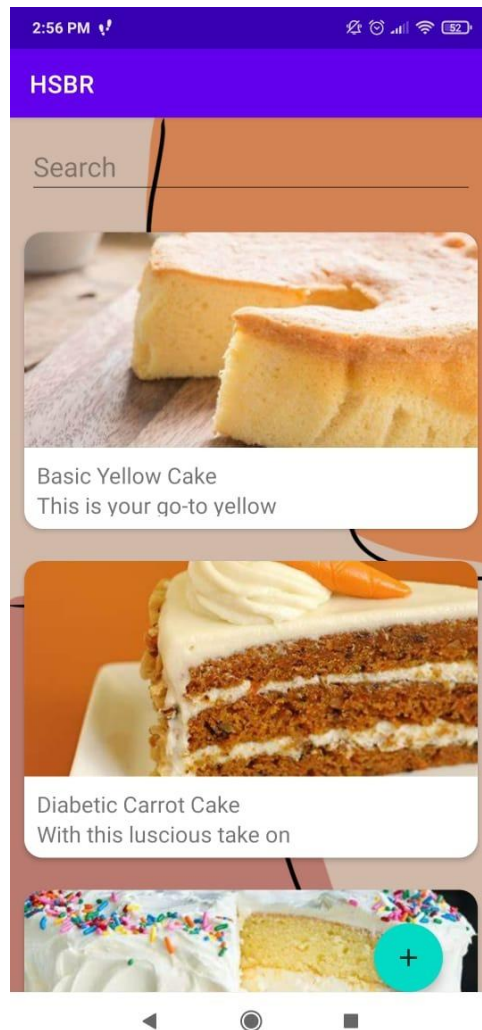 2:56 PM
52
HSBR
Search
Basic Yellow Cake
This is your go-to yellow
Diabetic Carrot Cake
With this luscious take on
+